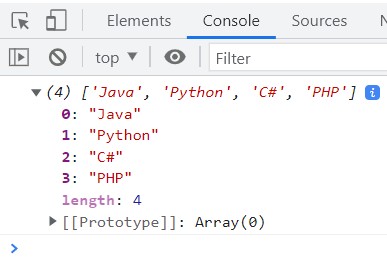 Elements Console Sources N
top Filter
(4) ['Java', 'Python', 'C#', 'PHP'] i
0: "Java"
1: "Python"
2: "C#"
3: "PHP"
length: 4
[[Prototype]]: Array(0)